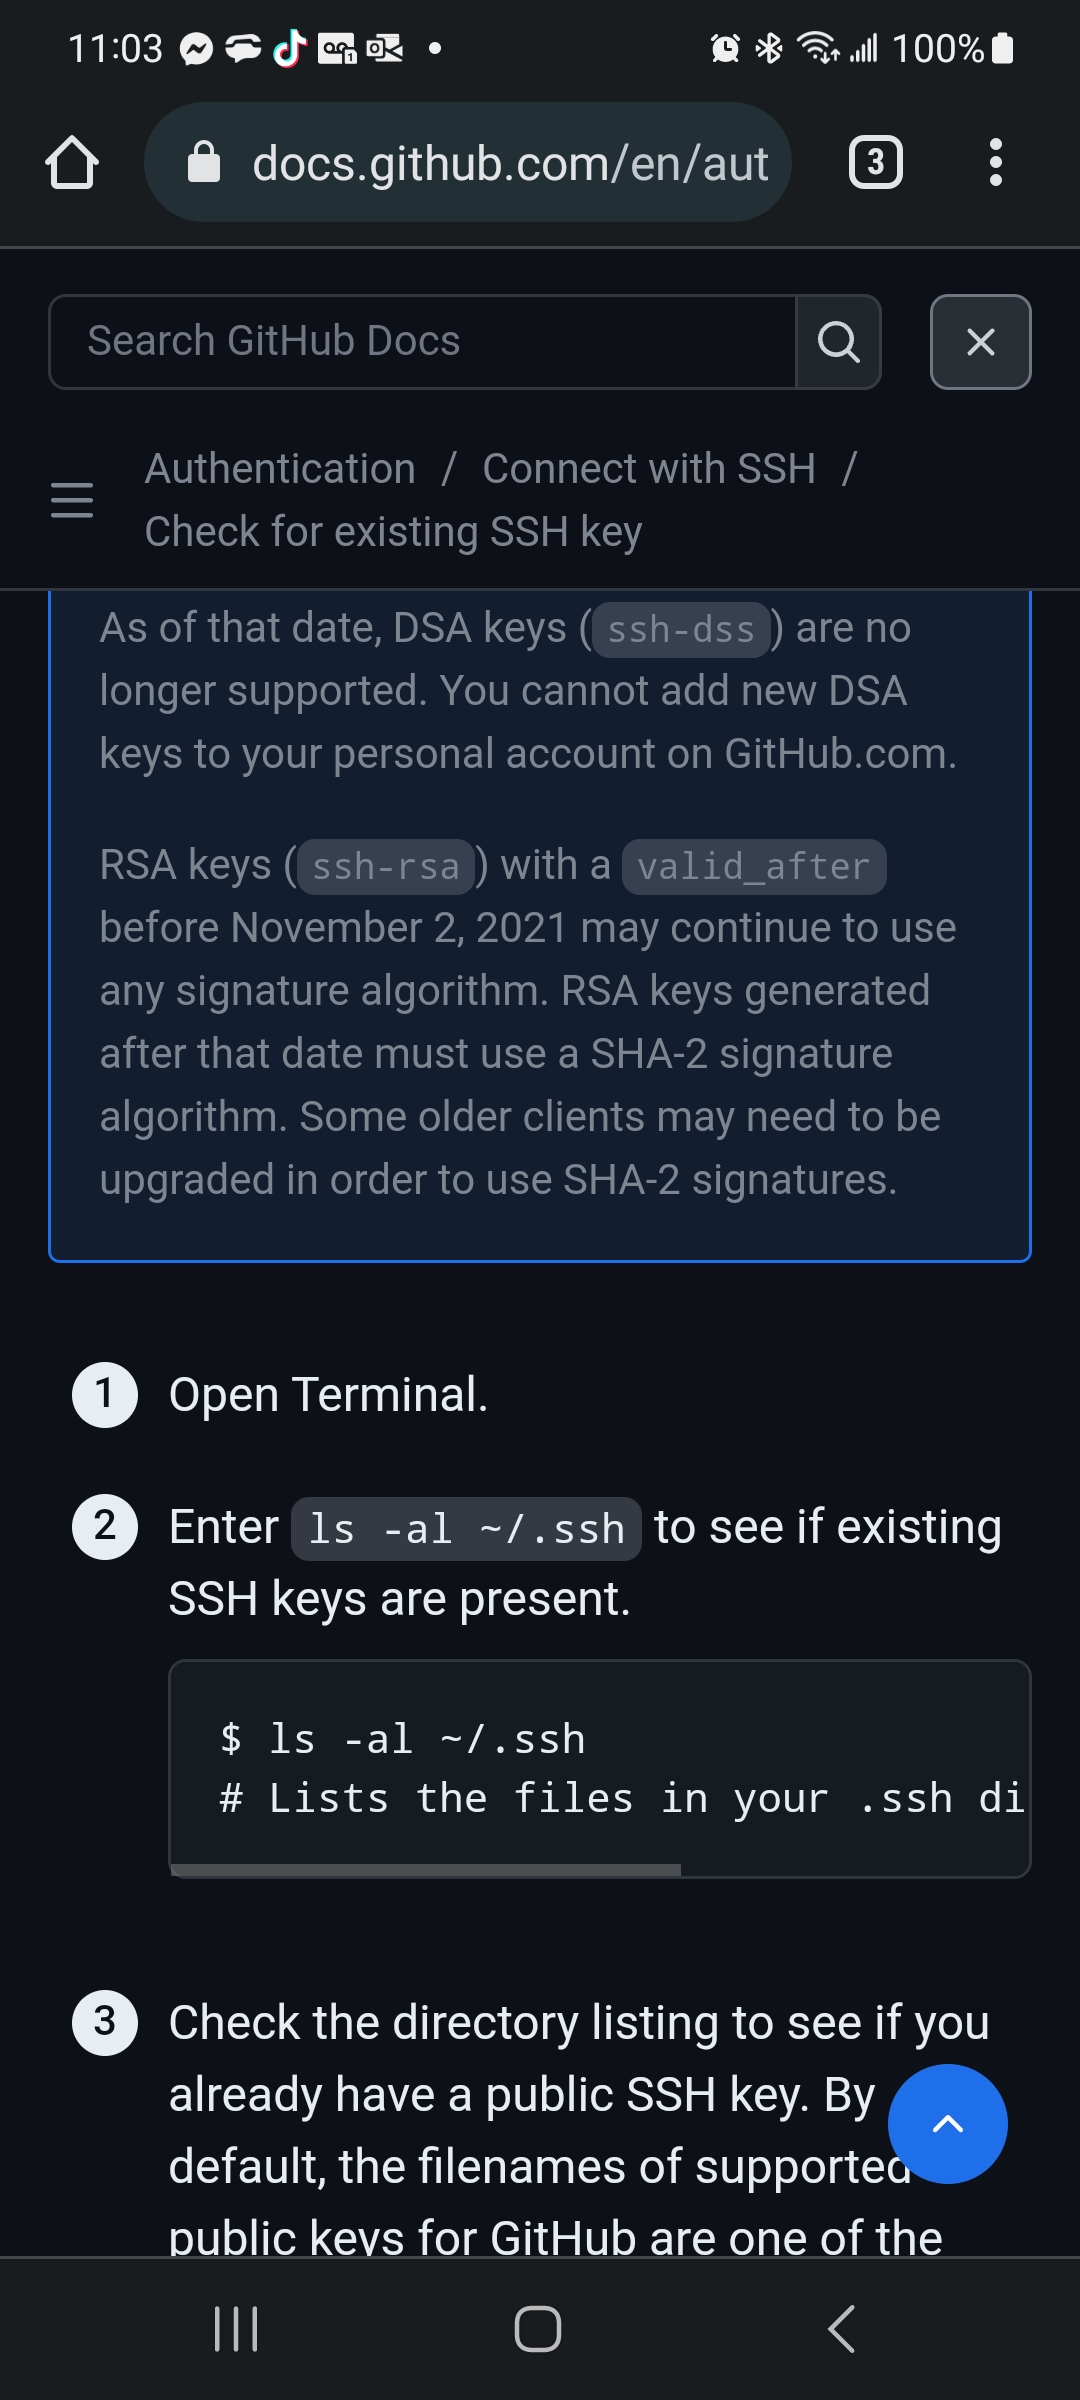 11:03
100%
docs.github.com/en/aut
3
Search GitHub Docs
Authentication / Connect with SSH /
Check for existing SSH key
As of that date, DSA keys (ssh-dss) are no
longer supported. You cannot add new DSA
keys to your personal account on GitHub.com.
RSA keys (ssh-rsa) with a valid_after
before November 2, 2021 may continue to use
any signature algorithm. RSA keys generated
after that date must use a SHA-2 signature
algorithm. Some older clients may need to be
upgraded in order to use SHA-2 signatures.
1 Open Terminal.
2 Enter ls -al ~/.ssh to see if existing
SSH keys are present.
$ ls -al ~/.ssh
# Lists the files in your .ssh di
3 Check the directory listing to see if you
already have a public SSH key. By
default, the filenames of supported
public keys for GitHub are one of the